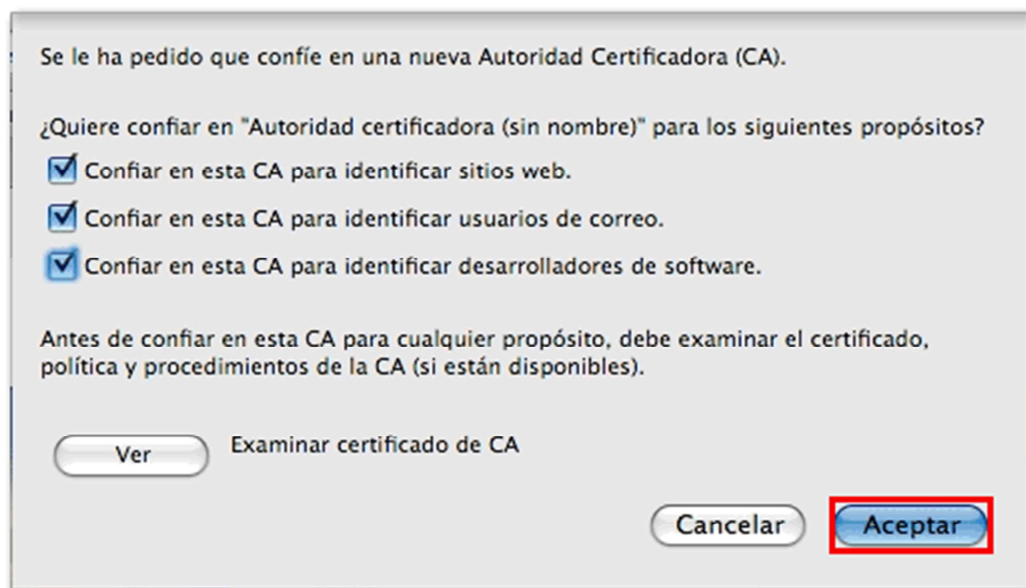 Se le ha pedido que confíe en una nueva Autoridad Certificadora (CA).
¿Quiere confiar en "Autoridad certificadora (sin nombre)" para los siguientes propósitos?
Confiar en esta CA para identificar sitios web.
Confiar en esta CA para identificar usuarios de correo.
Confiar en esta CA para identificar desarrolladores de software.
Antes de confiar en esta CA para cualquier propósito, debe examinar el certificado,
política y procedimientos de la CA (si están disponibles).
Ver Examinar certificado de CA
Cancelar Aceptar